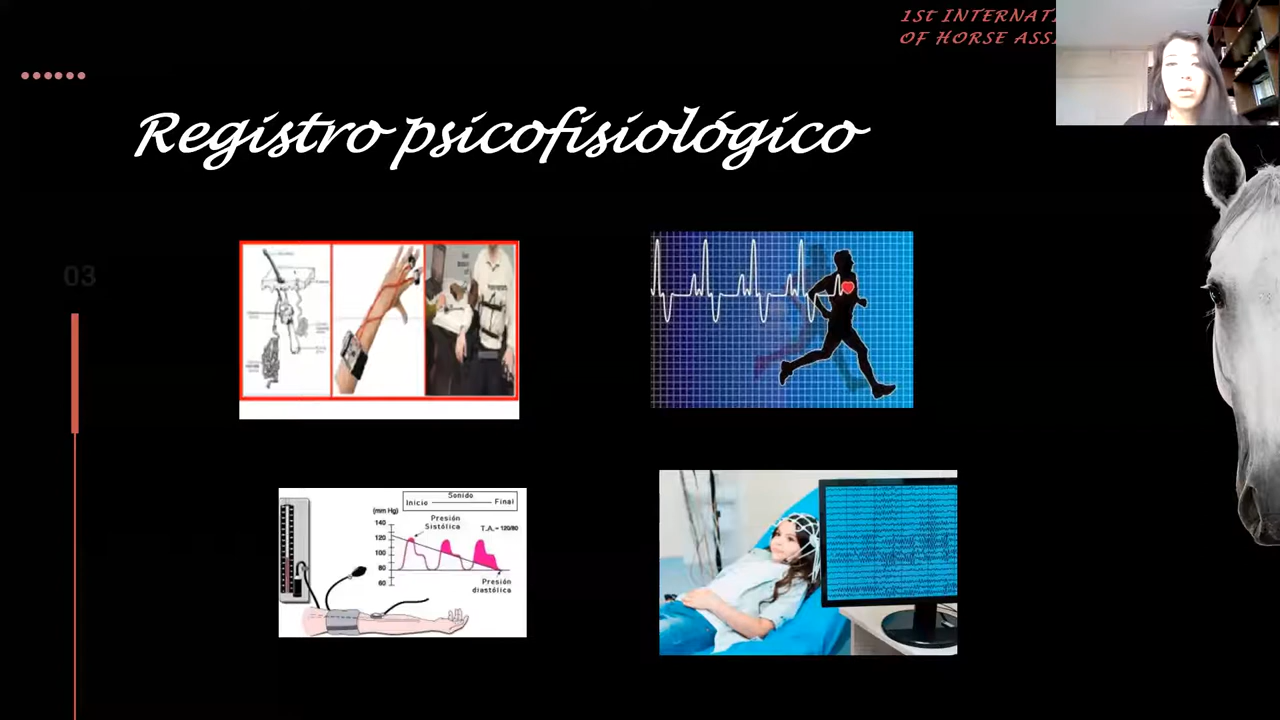 1St INTERNATI
OF HORSE ASSI
Registro psicofisiológico
03
Sonido
Inicio
Final
(mm Hg)
140
120
100
80
60
Presión
Sistólica
T.A.= 120/80
Presión
diastólica